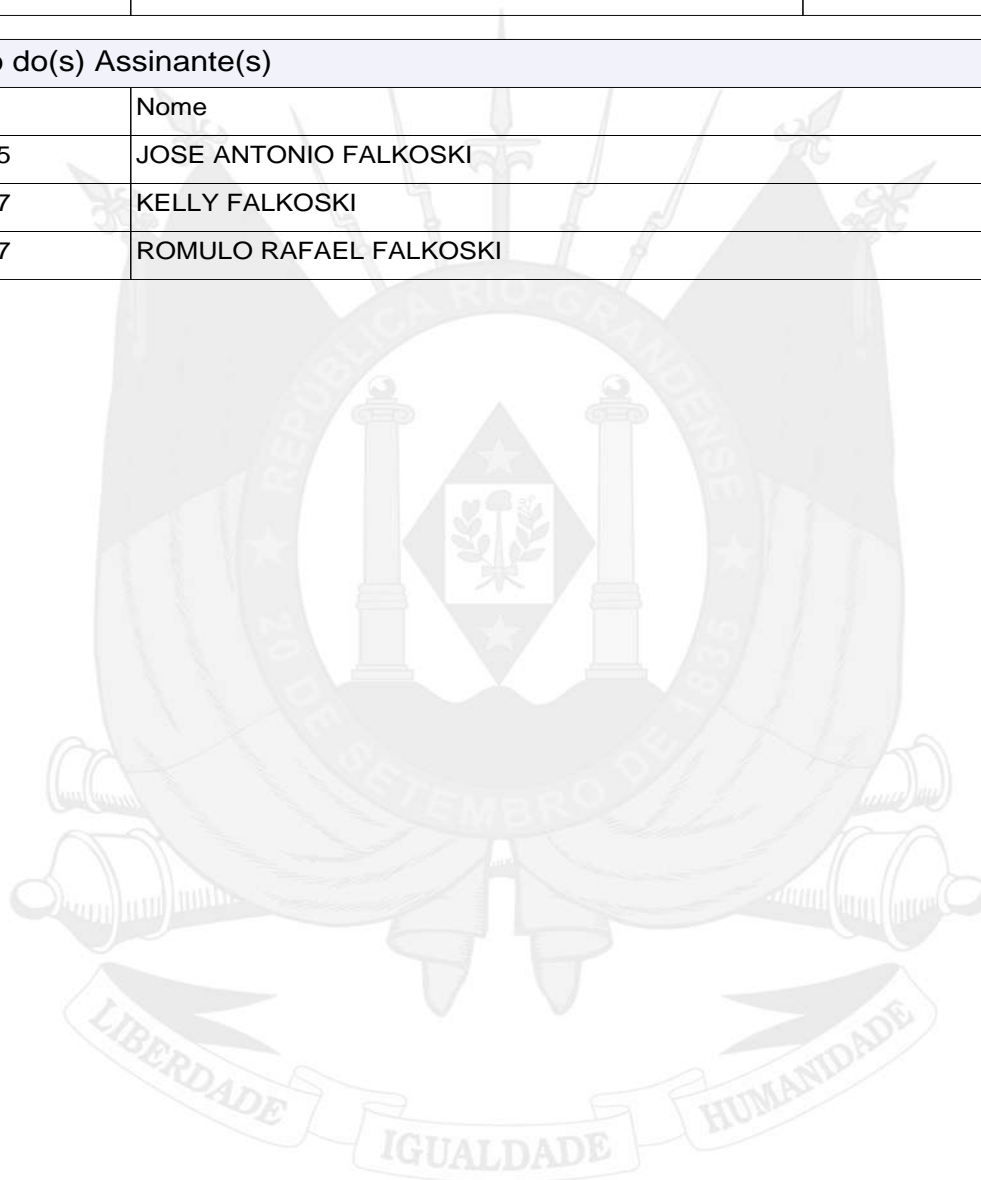 o do(s) Assinante(s)
Nome
5 JOSE ANTONIO FALKOSKI
7 KELLY FALKOSKI
7 ROMULO RAFAEL FALKOSKI
REPÚBLICA RIO-GRANDENSE
20 DE SETEMBRO DE 1835
LIBERDADE IGUALDADE HUMANIDADE